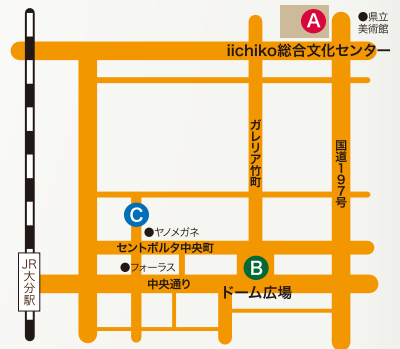 A
●県立
美術館
iichiko総合文化センター
ガレリア竹町
国道197号
C
●ヤノメガネ
セントポルタ中央町
B
●フォーラス
JR
大分駅
中央通り
ドーム広場